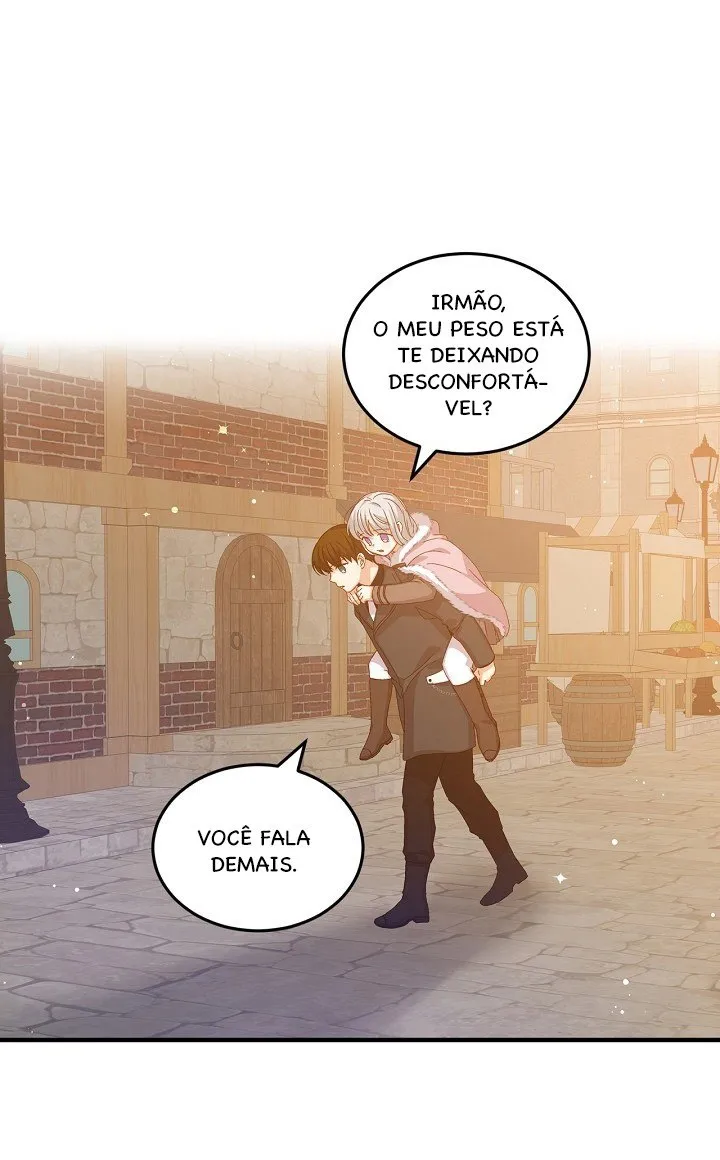 IRMÃO,
O MEU PESO ESTÁ
TE DEIXANDO
DESCONFORTÁ-
VEL?
VOCÊ FALA
DEMAIS.